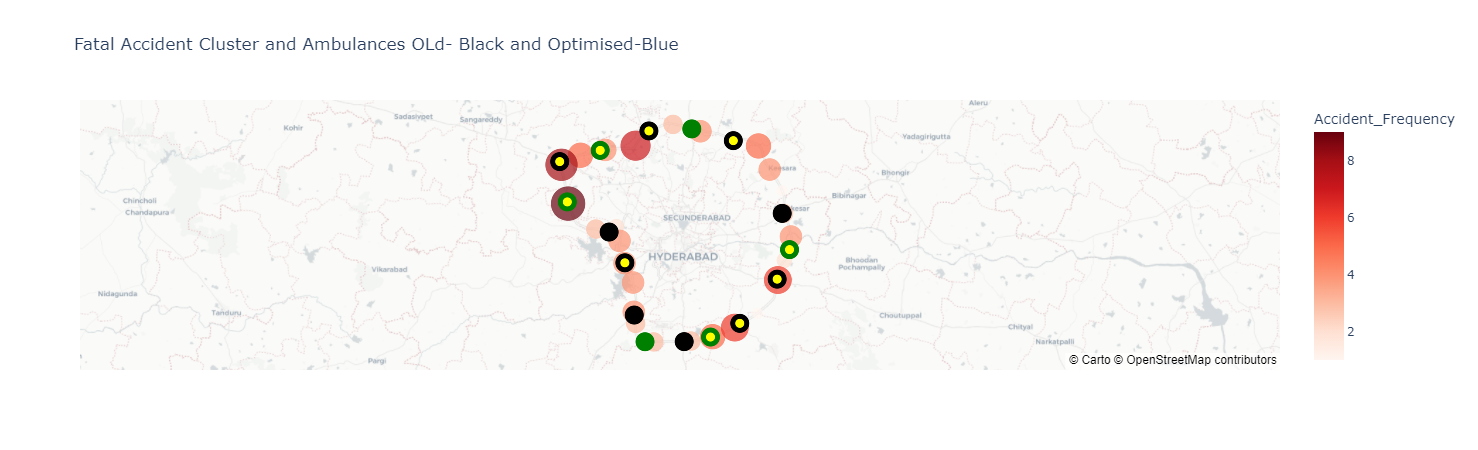 Fatal Accident Cluster and Ambulances OLd- Black and Optimised-Blue
Aleru
Sadasivpet
Sangareddy
Kohir
Accident_Frequency
Yadagirigutta
8
Bhongir
Bibinagar
Chincholi
Chandapura
SECUNDERABAD
6
HYDERABAD
Bhoodan
Pochampally
Vikarabad
4
Nidagunda
Tandur
Choutuppal
Chityal
Narkatpalli
2
Pargi
© Carto © OpenStreetMap contributors